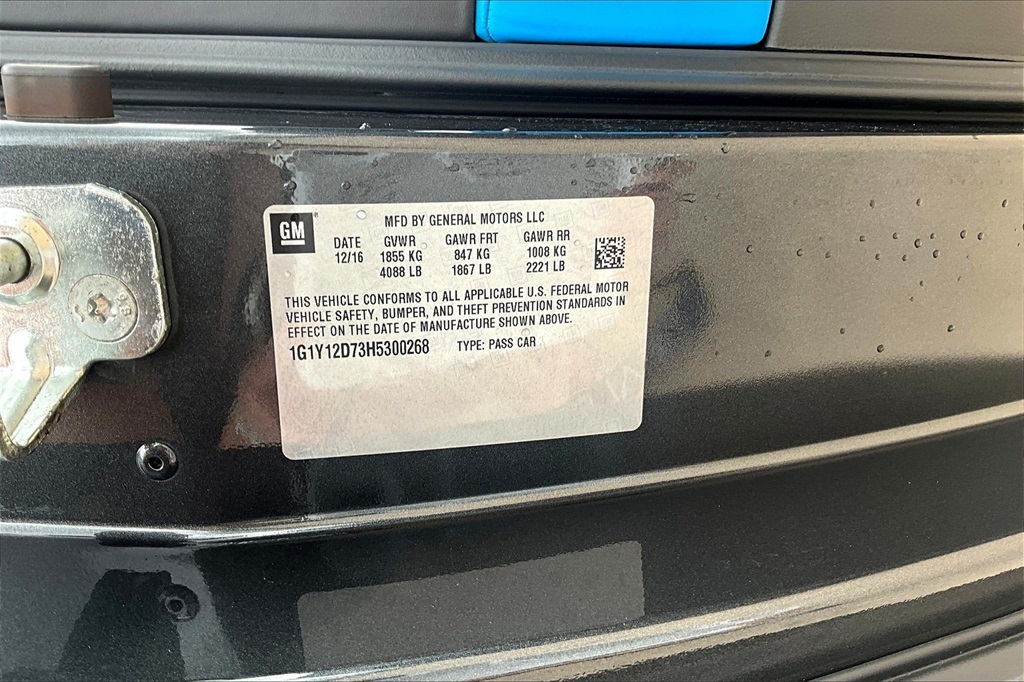 GM
MFD BY GENERAL MOTORS LLC
DATE GVWR GAWR FRT GAWR RR
12/16 1855 KG 847 KG 1008 KG
4088 LB 1867 LB 2221 LB
THIS VEHICLE CONFORMS TO ALL APPLICABLE U.S. FEDERAL MOTOR
VEHICLE SAFETY, BUMPER, AND THEFT PREVENTION STANDARDS IN
EFFECT ON THE DATE OF MANUFACTURE SHOWN ABOVE.
1G1Y12D73H5300268 TYPE: PASS CAR